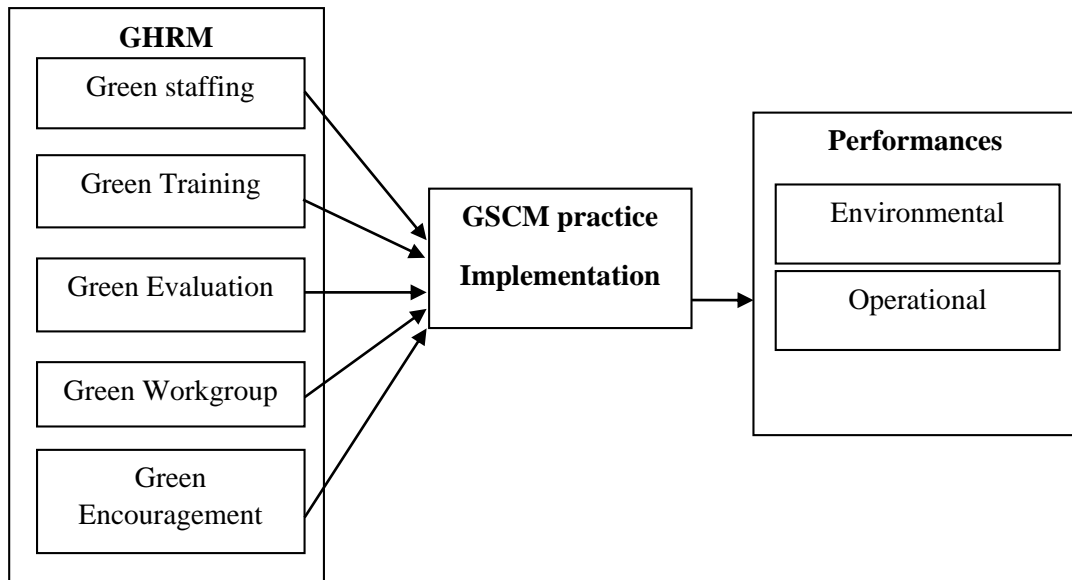 GHRM
Green staffing
Green Training
Green Evaluation
Green Workgroup
Green
Encouragement
GSCM practice
Implementation
Performances
Environmental
Operational